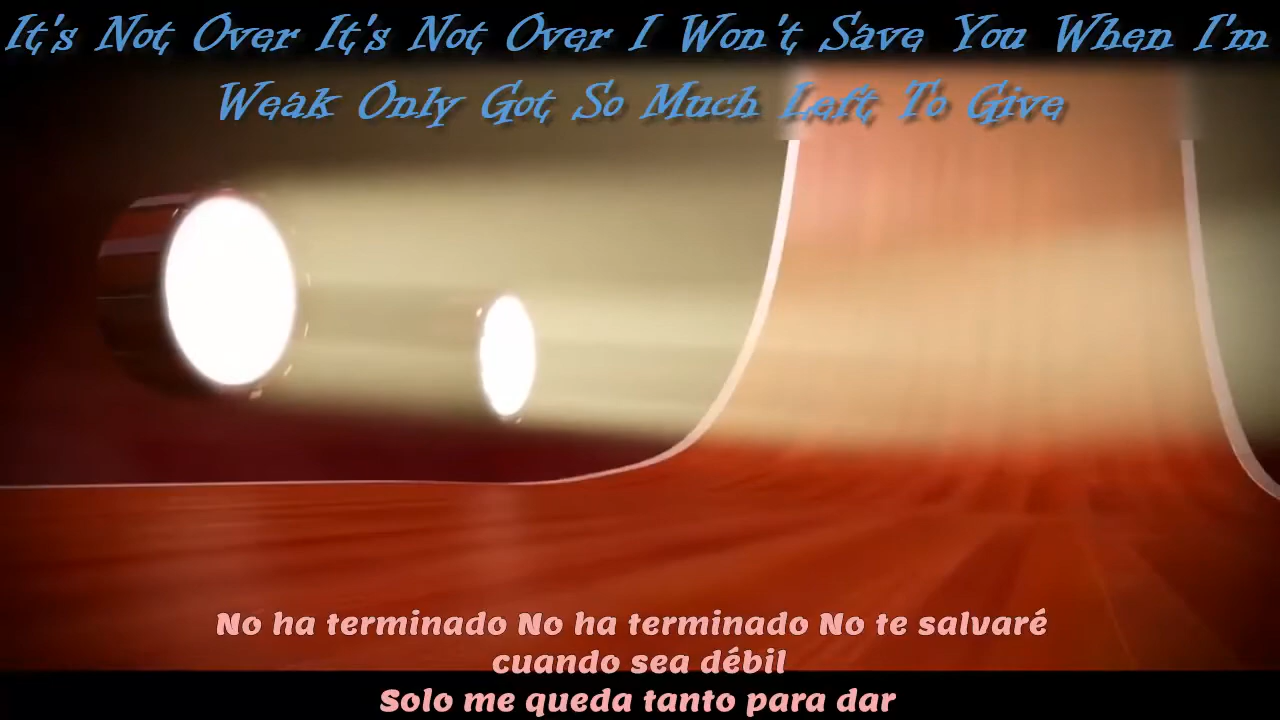 It's Not Over It's Not Over I Won't Save You When I'm
Weak Only Got So Much Left To Give
No ha terminado No ha terminado No te salvaré
cuando sea débil
Solo me queda tanto para dar